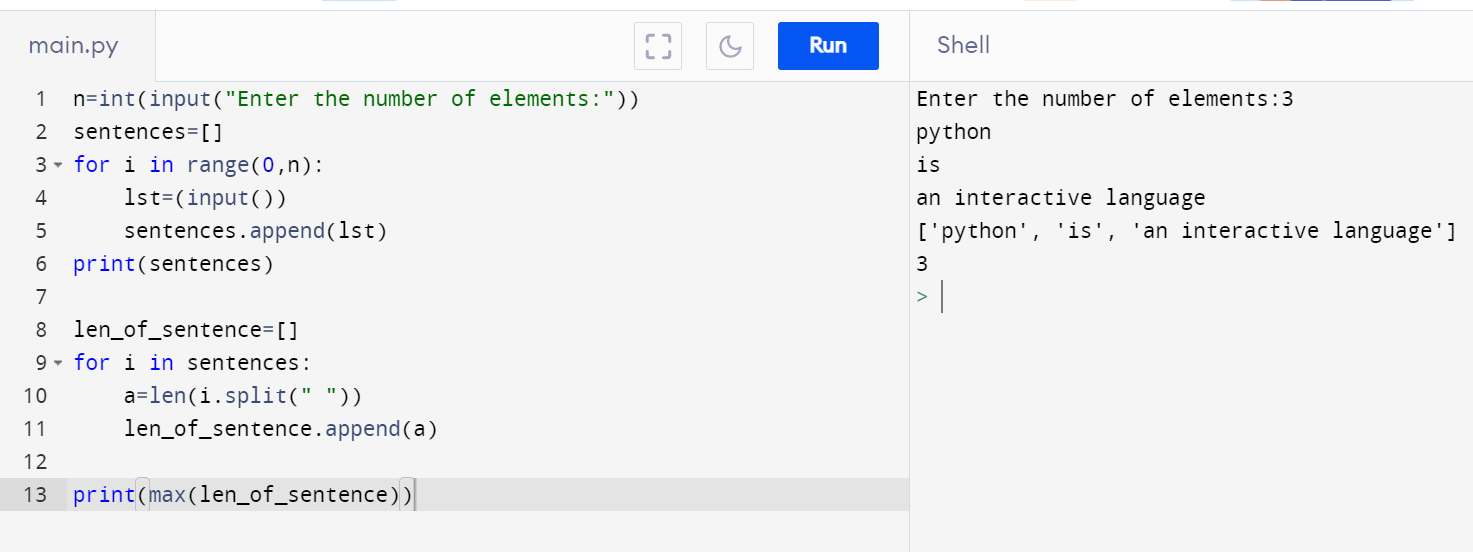 main.py
Run
1 n=int(input("Enter the number of elements:"))
2 sentences=[]
3 for i in range(0,n):
4     lst=(input())
5     sentences.append(lst)
6 print(sentences)
7
8 len_of_sentence=[]
9 for i in sentences:
10     a=len(i.split(" "))
11     len_of_sentence.append(a)
12
13 print(max(len_of_sentence))
Shell
Enter the number of elements:3
python
is
an interactive language
['python', 'is', 'an interactive language']
3
>